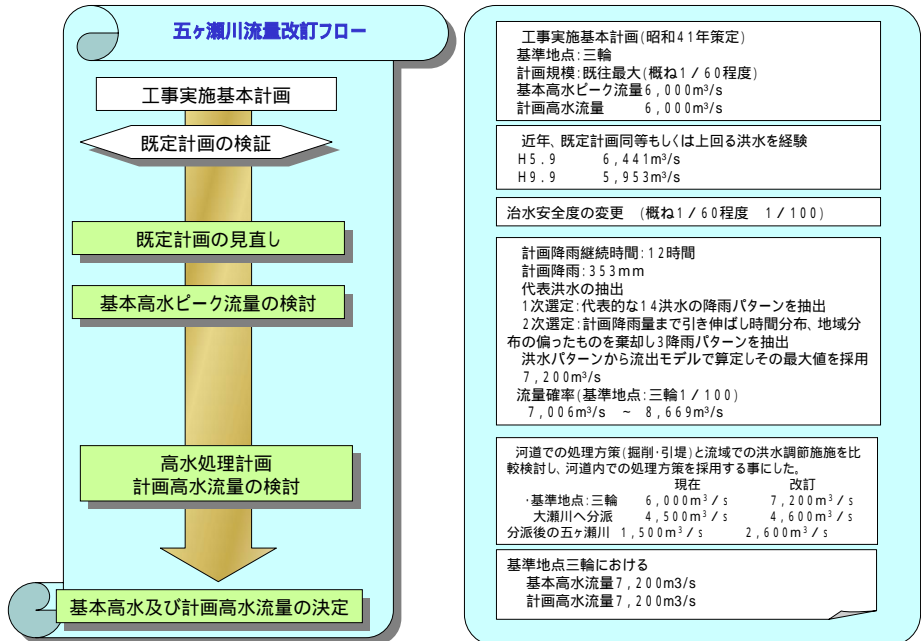 五ヶ瀬川流量改訂フロー
工事実施基本計画
既定計画の検証
既定計画の見直し
基本高水ピーク流量の検討
高水処理計画
計画高水流量の検討
基本高水及び計画高水流量の決定
工事実施基本計画(昭和41年策定)
基準地点:三輪
計画規模:既往最大(概ね1/60程度)
基本高水ピーク流量6,000m³/s
計画高水流量 6,000m³/s
近年、既定計画同等もしくは上回る洪水を経験
H5.9 6,441m³/s
H9.9 5,953m³/s
治水安全度の変更 (概ね1/60程度 1/100)
計画降雨継続時間:12時間
計画降雨:353mm
代表洪水の抽出
1次選定:代表的な14洪水の降雨パターンを抽出
2次選定:計画降雨量まで引き伸ばし時間分布、地域分
布の偏ったものを棄却し3降雨パターンを抽出
洪水パターンから流出モデルで算定しその最大値を採用
7,200m³/s
流量確率(基準地点:三輪1/100)
7,006m³/s ~ 8,669m³/s
河道での処理方策(掘削・引堤)と流域での洪水調節施施を比
較検討し、河道内での処理方策を採用する事にした。
現在 改訂
・基準地点:三輪 6,000m³/s 7,200m³/s
大瀬川へ分派 4,500m³/s 4,600m³/s
分派後の五ヶ瀬川 1,500m³/s 2,600m³/s
基準地点三輪における
基本高水流量7,200m3/s
計画高水流量7,200m3/s